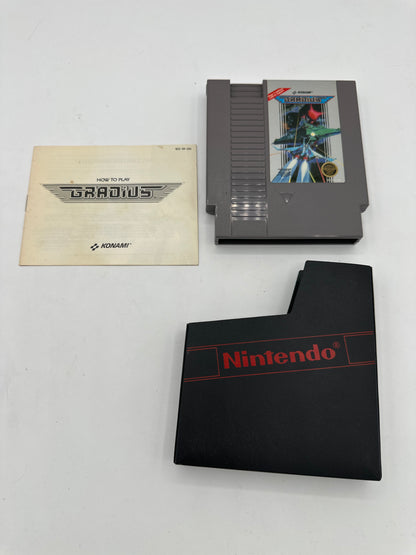 HOW TO PLAY
GRADIUS
KONAMI®
KONAMI
GRADIUS
Nintendo®